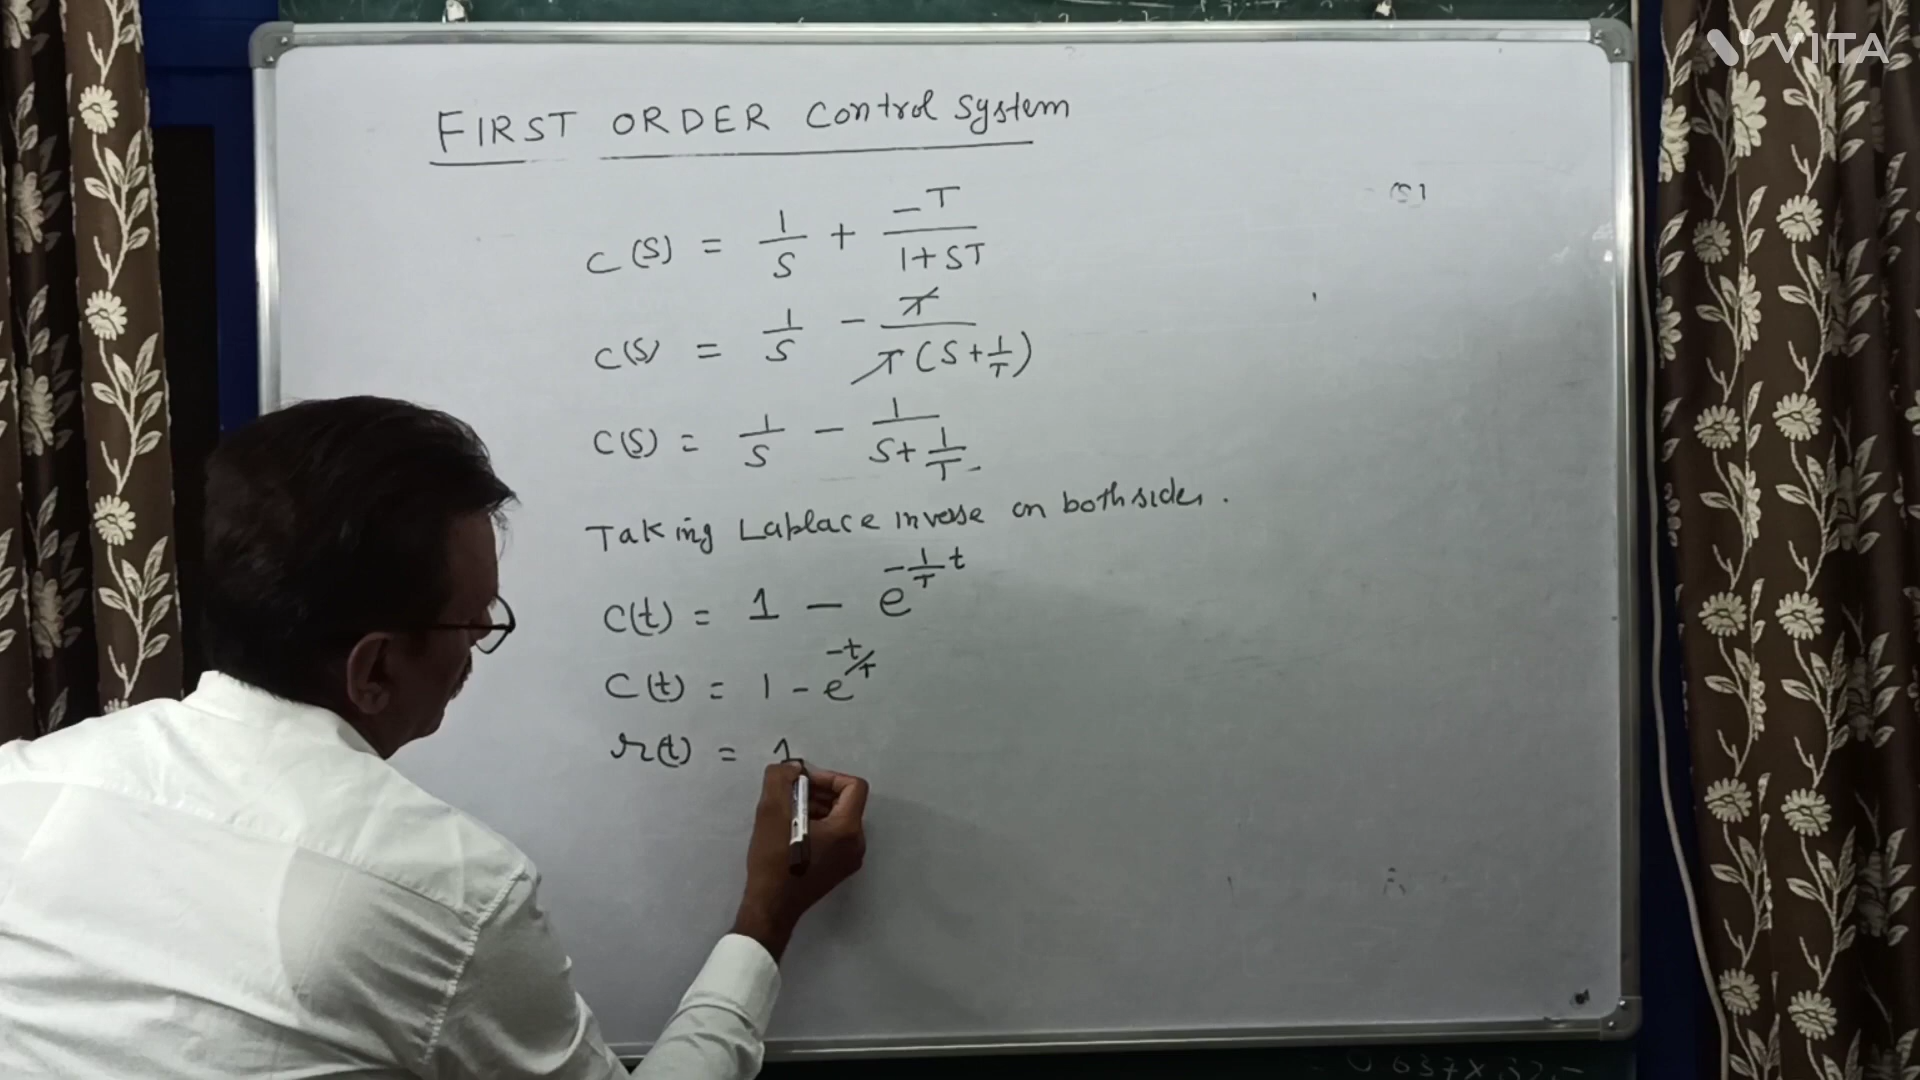 VITA
FIRST ORDER Control System
C(S) = 1/S + -T/1+ST
C(S) = 1/S - T/T(S+1/T)
C(S) = 1/S - 1/S+1/T
Taking Laplace inverse on both sides.
C(t) = 1 - e^-1/T t
C(t) = 1 - e^-t/T
r(t) = 1